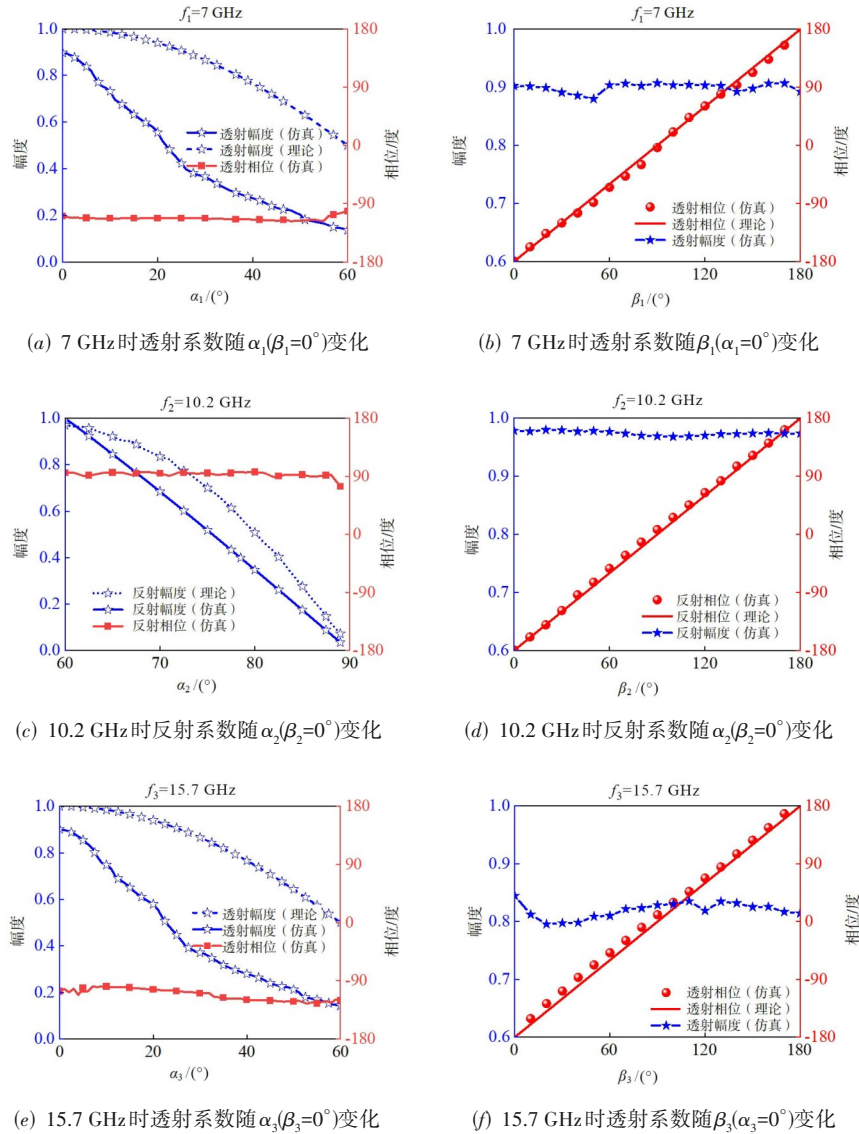 f₁=7 GHz
1.0
0.8
0.6
0.4
0.2
0.0
幅度
180
90
0
-90
-180
相位/度
透射幅度（仿真）
透射幅度（理论）
透射相位（仿真）
0
20
40
60
α₁/(°)
(a) 7 GHz时透射系数随α₁(β₁=0°)变化
f₁=7 GHz
1.0
0.9
0.8
0.7
0.6
幅度
180
90
0
-90
-180
相位/度
透射相位（仿真）
透射相位（理论）
透射幅度（仿真）
0
60
120
180
β₁/(°)
(b) 7 GHz时透射系数随β₁(α₁=0°)变化
f₂=10.2 GHz
1.0
0.8
0.6
0.4
0.2
0.0
幅度
180
90
0
-90
-180
相位/度
反射幅度（理论）
反射幅度（仿真）
反射相位（仿真）
60
70
80
90
α₂/(°)
(c) 10.2 GHz时反射系数随α₂(β₂=0°)变化
f₂=10.2 GHz
1.0
0.9
0.8
0.7
0.6
幅度
180
90
0
-90
-180
相位/度
反射相位（仿真）
反射相位（理论）
反射幅度（仿真）
0
60
120
180
β₂/(°)
(d) 10.2 GHz时反射系数随α₂(β₂=0°)变化
f₃=15.7 GHz
1.0
0.8
0.6
0.4
0.2
0.0
幅度
180
90
0
-90
-180
相位/度
透射幅度（理论）
透射幅度（仿真）
透射相位（仿真）
0
20
40
60
α₃/(°)
(e) 15.7 GHz时透射系数随α₃(β₃=0°)变化
f₃=15.7 GHz
1.0
0.9
0.8
0.7
0.6
幅度
180
90
0
-90
-180
相位/度
透射相位（仿真）
透射相位（理论）
透射幅度（仿真）
0
60
120
180
β₃/(°)
(f) 15.7 GHz时透射系数随β₃(α₃=0°)变化